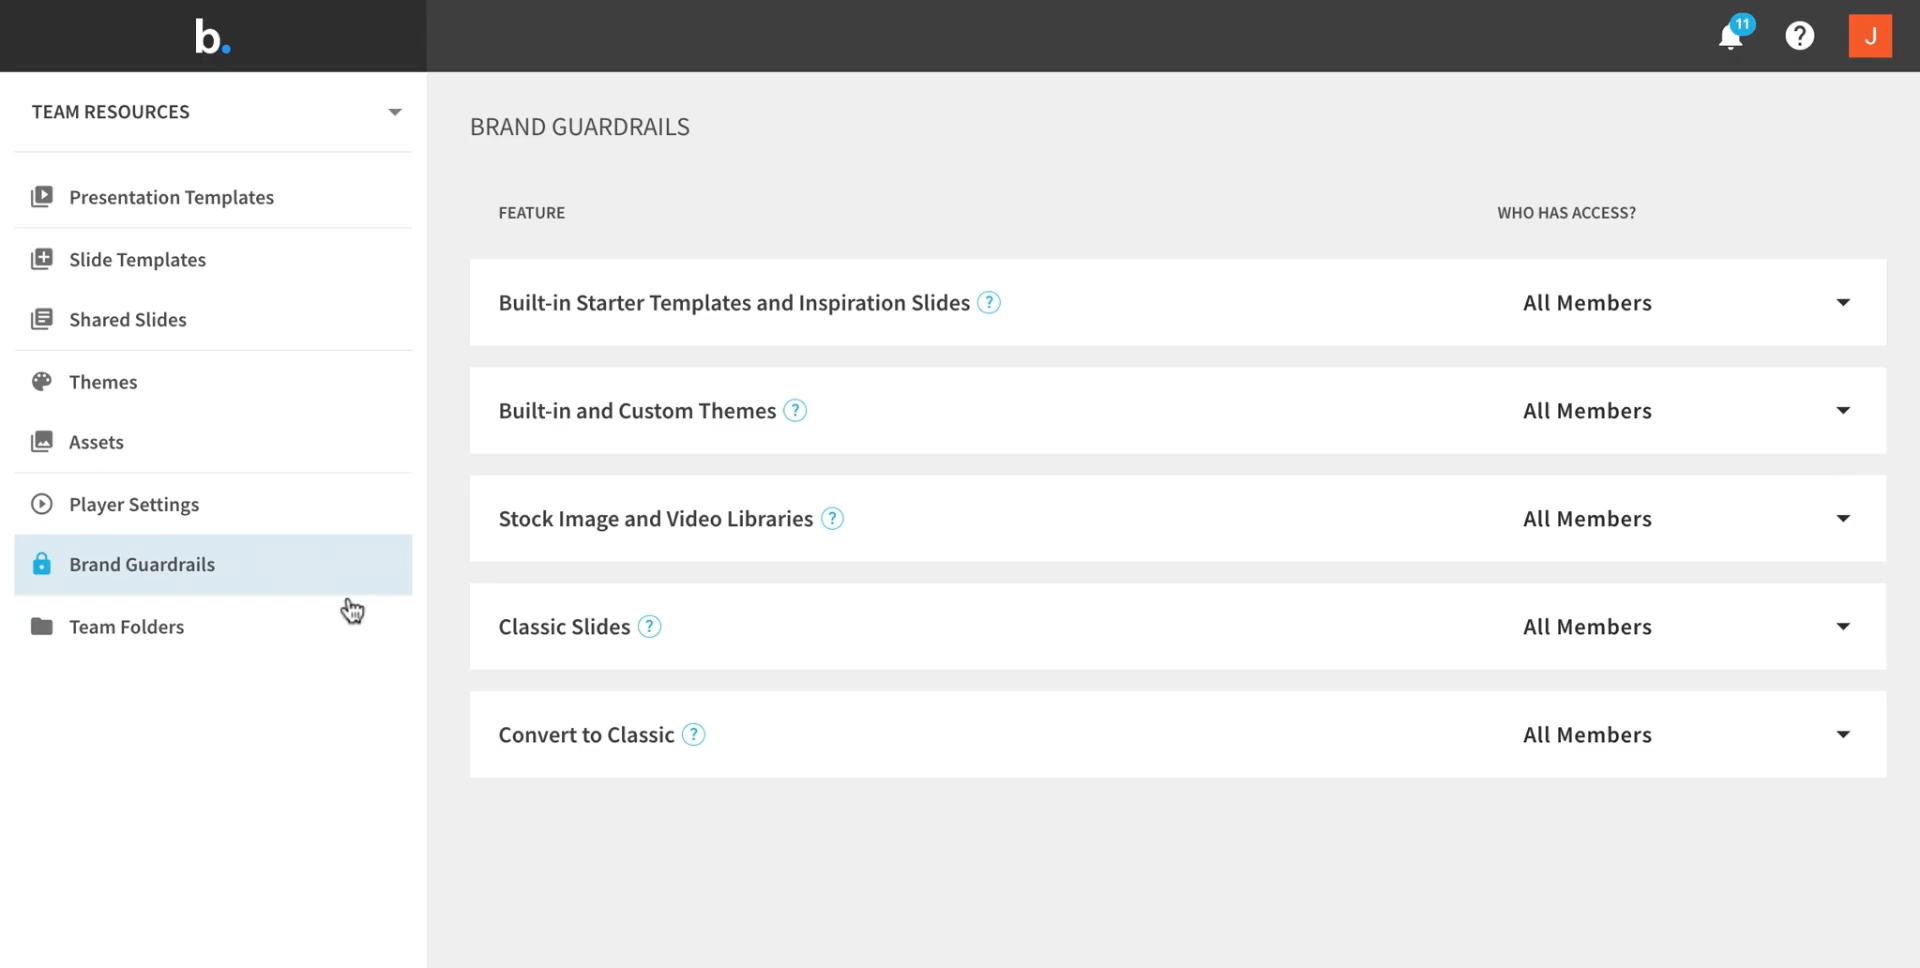 b.
11
?
J
TEAM RESOURCES
Presentation Templates
Slide Templates
Shared Slides
Themes
Assets
Player Settings
Brand Guardrails
Team Folders
BRAND GUARDRAILS
FEATURE WHO HAS ACCESS?
Built-in Starter Templates and Inspiration Slides ? All Members
Built-in and Custom Themes ? All Members
Stock Image and Video Libraries ? All Members
Classic Slides ? All Members
Convert to Classic ? All Members